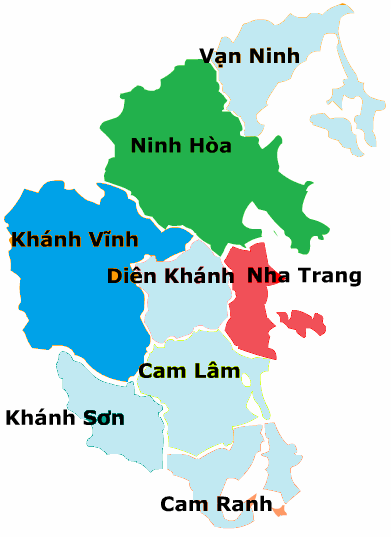 Vạn Ninh
Ninh Hòa
Khánh Vĩnh
Diên Khánh
Nha Trang
Cam Lâm
Khánh Sơn
Cam Ranh